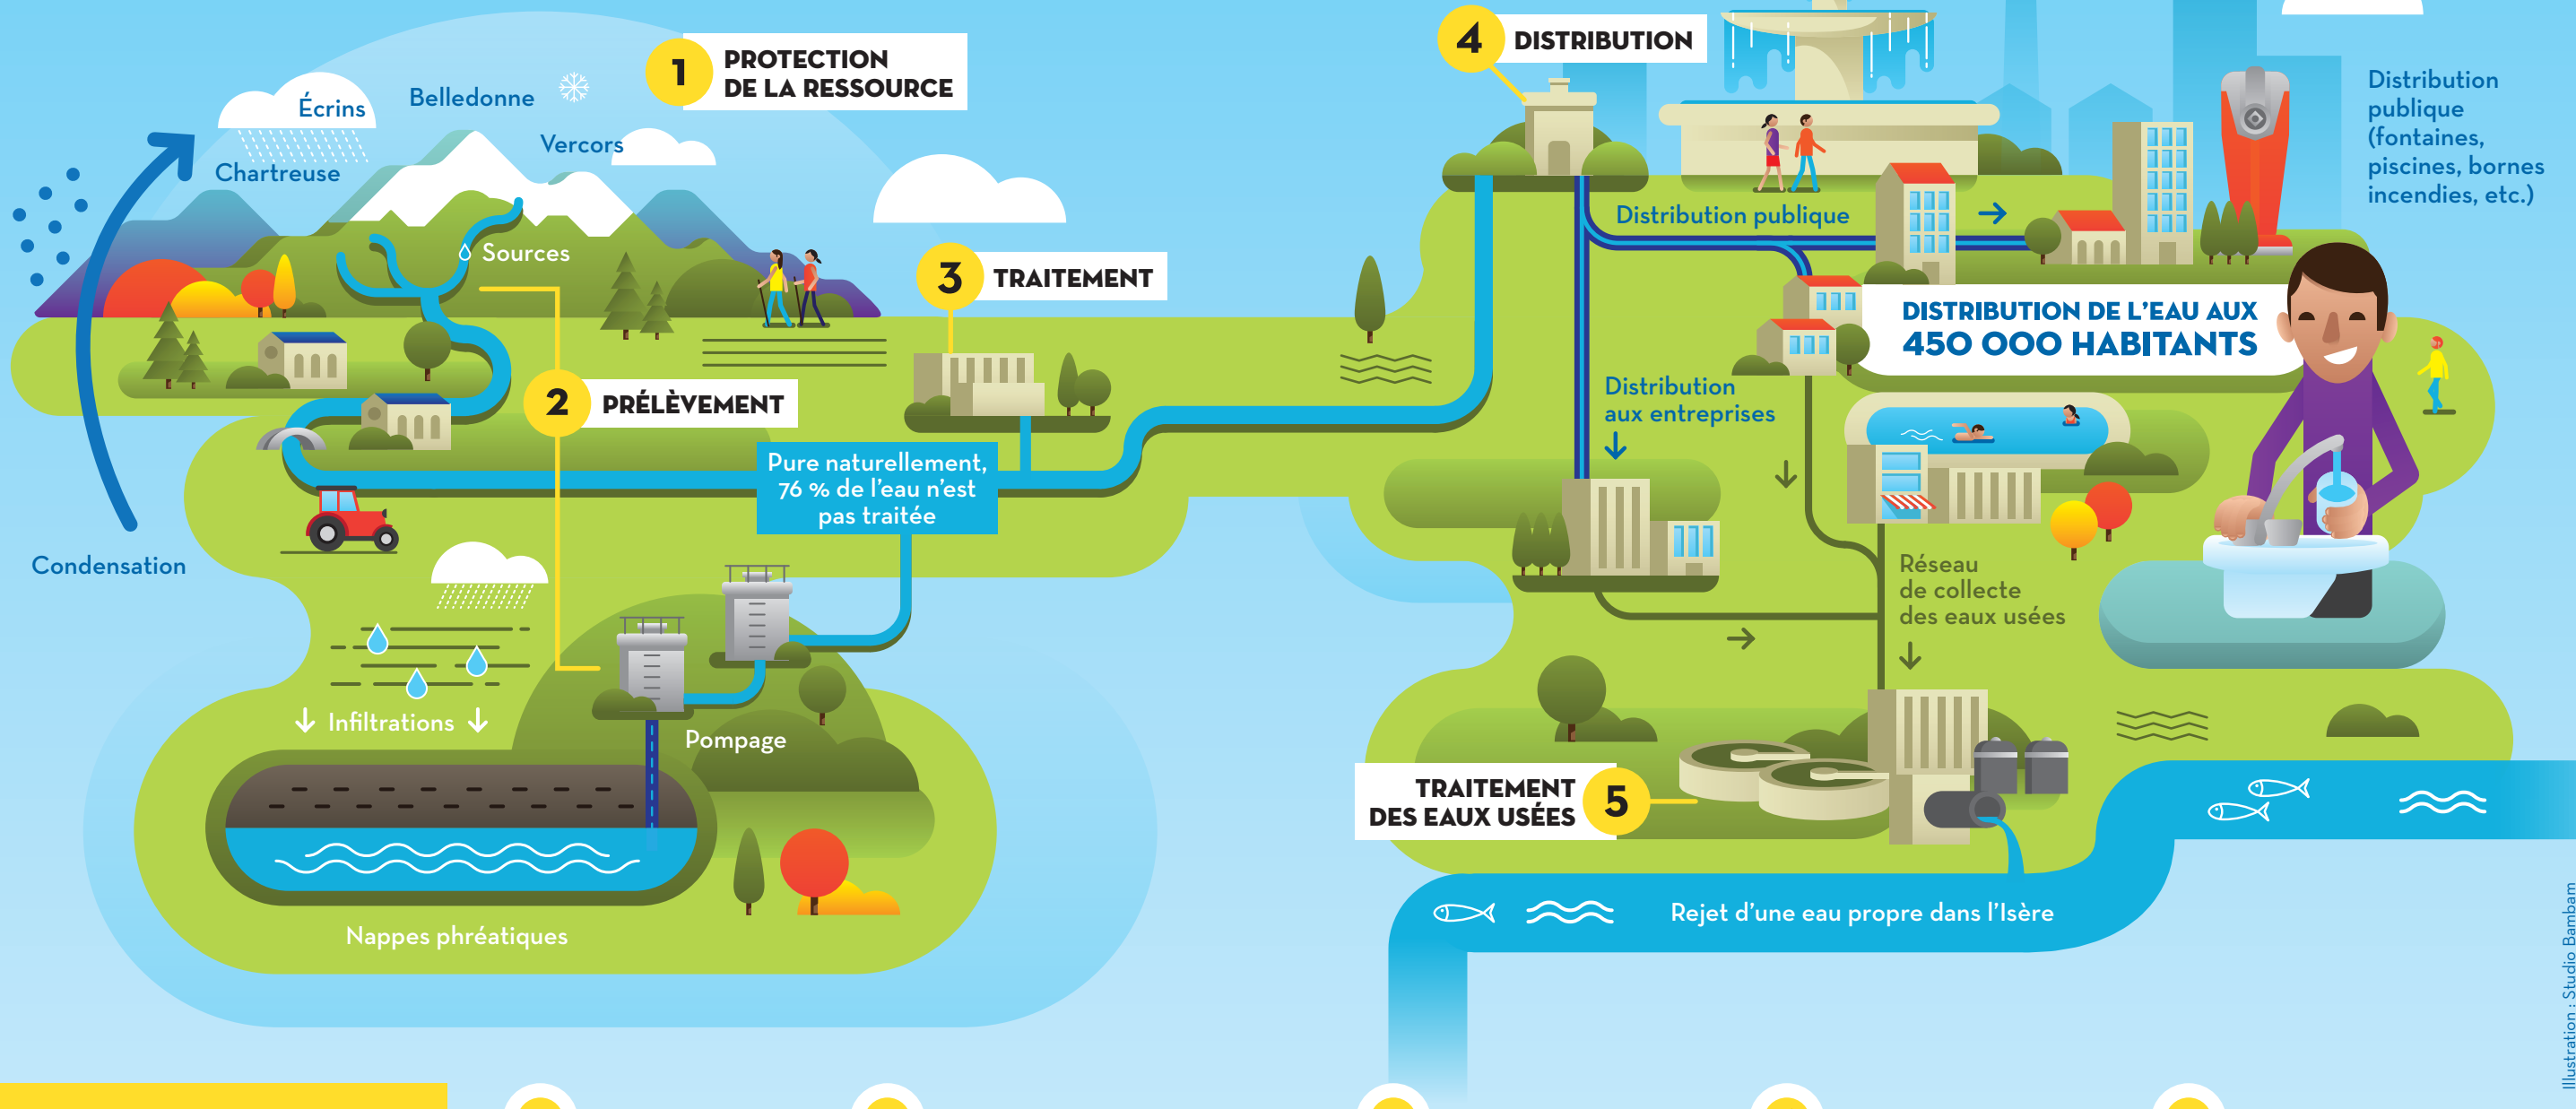 1
PROTECTION
DE LA RESSOURCE
Écrins
Belledonne
Vercors
Chartreuse
Sources
Condensation
2
PRÉLÈVEMENT
3
TRAITEMENT
Pure naturellement,
76 % de l'eau n'est
pas traitée
Infiltrations
Pompage
Nappes phréatiques
4
DISTRIBUTION
Distribution publique
Distribution
publique
(fontaines,
piscines, bornes
incendies, etc.)
DISTRIBUTION DE L'EAU AUX
450 000 HABITANTS
Distribution
aux entreprises
Réseau
de collecte
des eaux usées
TRAITEMENT
DES EAUX USÉES
5
Rejet d'une eau propre dans l'Isère
Illustration : Studio Bambam